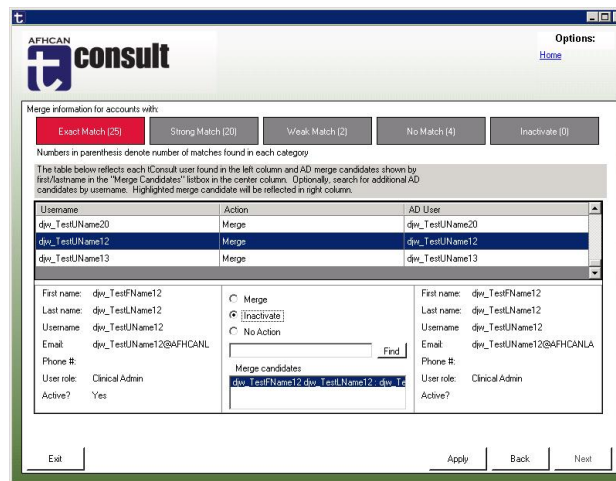 t
AFHCAN
t consult
Options:
Home
Merge information for accounts with:
Exact Match (25) Strong Match (20) Weak Match (2) No Match (4) Inactivate (0)
Numbers in parenthesis denote number of matches found in each category
The table below reflects each tConsult user found in the left column and AD merge candidates shown by
first/lastname in the "Merge Candidates" listbox in the center column. Optionally, search for additional AD
candidates by username. Highlighted merge candidate will be reflected in right column.
Username Action AD User
djw_TestUName20 Merge djw_TestUName20
djw_TestUName12 Merge djw_TestUName12
djw_TestUName13 Merge djw_TestUName13
First name: djw_TestFName12
Last name: djw_TestLName12
Username djw_TestUName12
Email: djw_TestUName12@AFHCANL
Phone #:
User role: Clinical Admin
Active? Yes
Merge
Inactivate
No Action
Find
Merge candidates
djw_TestFName12 djw_TestLName12 : djw_Te
First name: djw_TestFName12
Last name: djw_TestLName12
Username djw_TestUName12
Email: djw_TestUName12@AFHCANLA
Phone #:
User role: Clinical Admin
Active?
Exit Apply Back Next